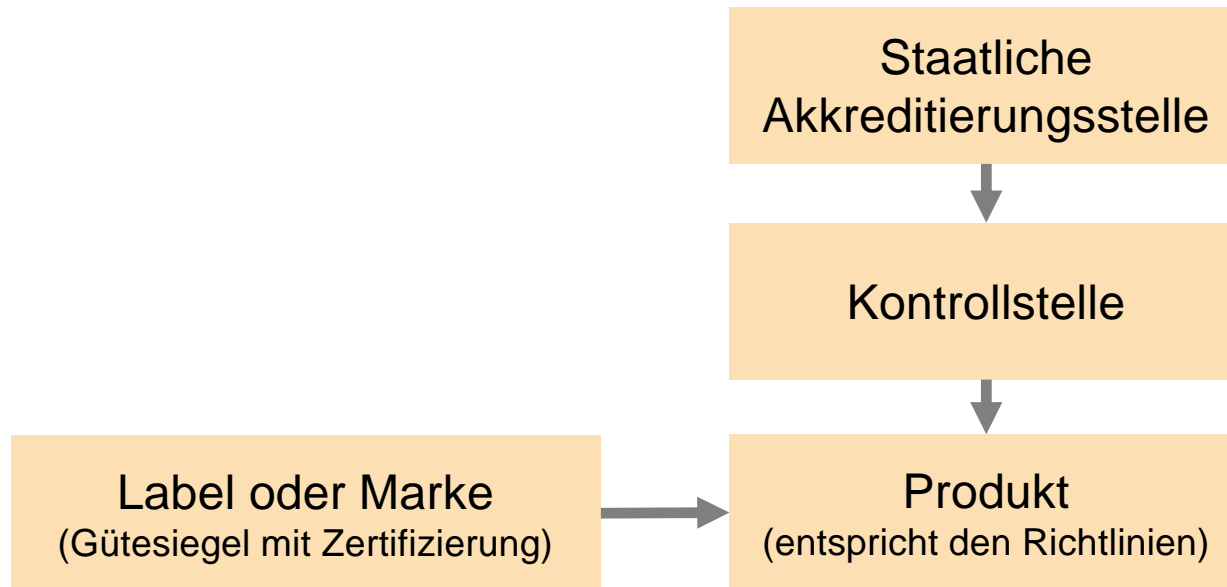 Staatliche
Akkreditierungsstelle
Kontrollstelle
Label oder Marke
(Gütesiegel mit Zertifizierung)
Produkt
(entspricht den Richtlinien)